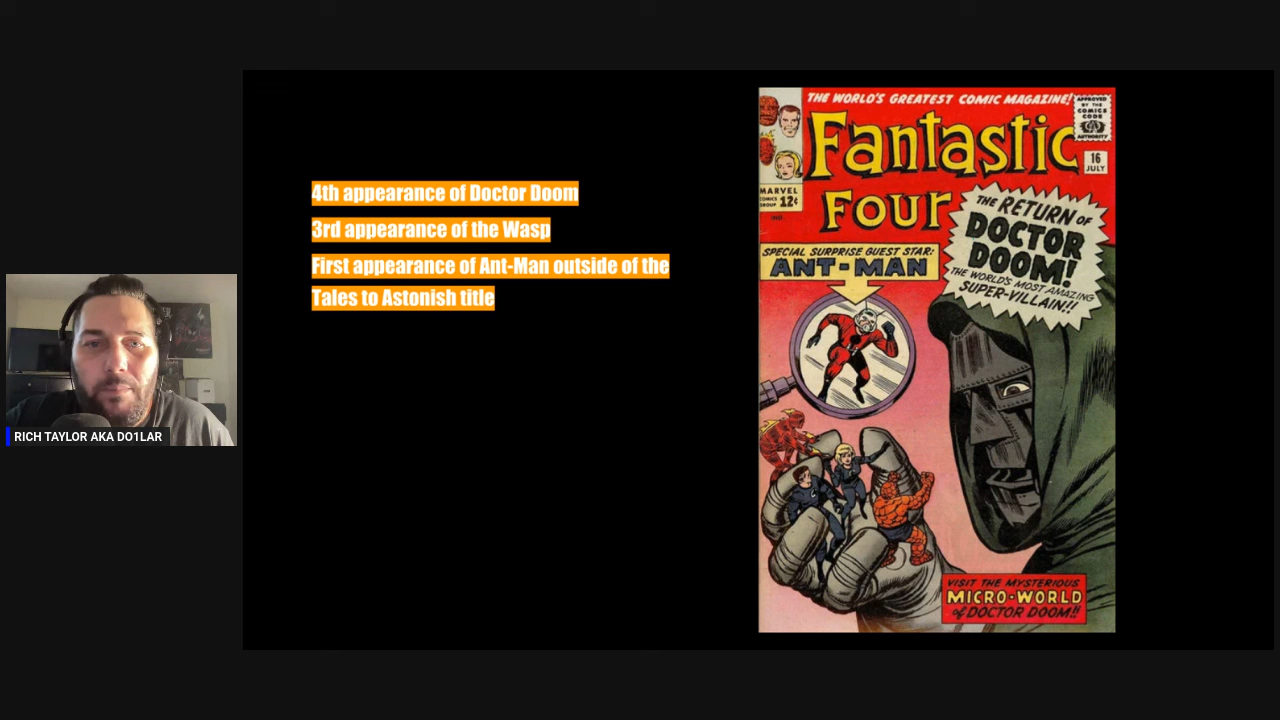 4th appearance of Doctor Doom
3rd appearance of the Wasp
First appearance of Ant-Man outside of the
Tales to Astonish title
RICH TAYLOR AKA DO1LAR
THE WORLD'S GREATEST COMIC MAGAZINE!
APPROVED
BY THE
COMICS
CODE
AUTHORITY
Fantastic
Four
16
JULY
MARVEL
COMICS
GROUP
12¢
IND.
THE RETURN OF
DOCTOR
DOOM!
THE WORLD'S MOST AMAZING
SUPER-VILLAIN!!
SPECIAL SURPRISE GUEST STAR:
ANT-MAN
VISIT THE MYSTERIOUS
MICRO-WORLD
of DOCTOR DOOM!!